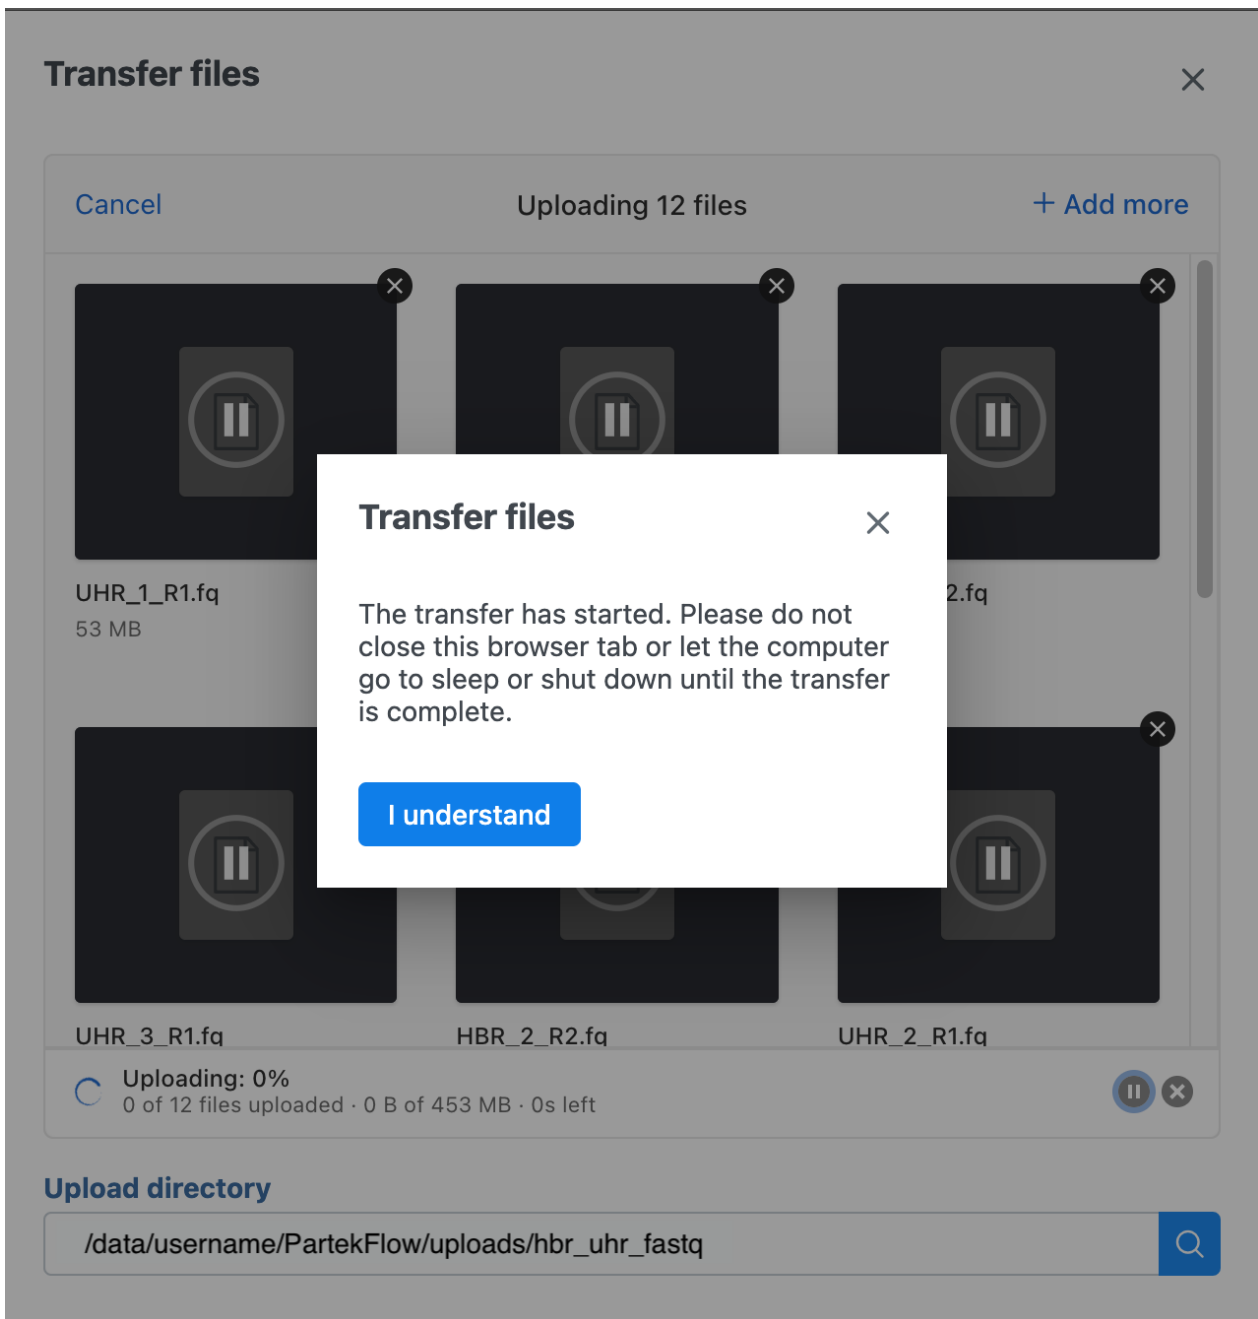 Transfer files
Cancel
Uploading 12 files
+ Add more
UHR_1_R1.fq
53 MB
2.fq
Transfer files
The transfer has started. Please do not
close this browser tab or let the computer
go to sleep or shut down until the transfer
is complete.
I understand
UHR_3_R1.fq
HBR_2_R2.fq
UHR_2_R1.fq
Uploading: 0%
0 of 12 files uploaded · 0 B of 453 MB · 0s left
Upload directory
/data/username/PartekFlow/uploads/hbr_uhr_fastq